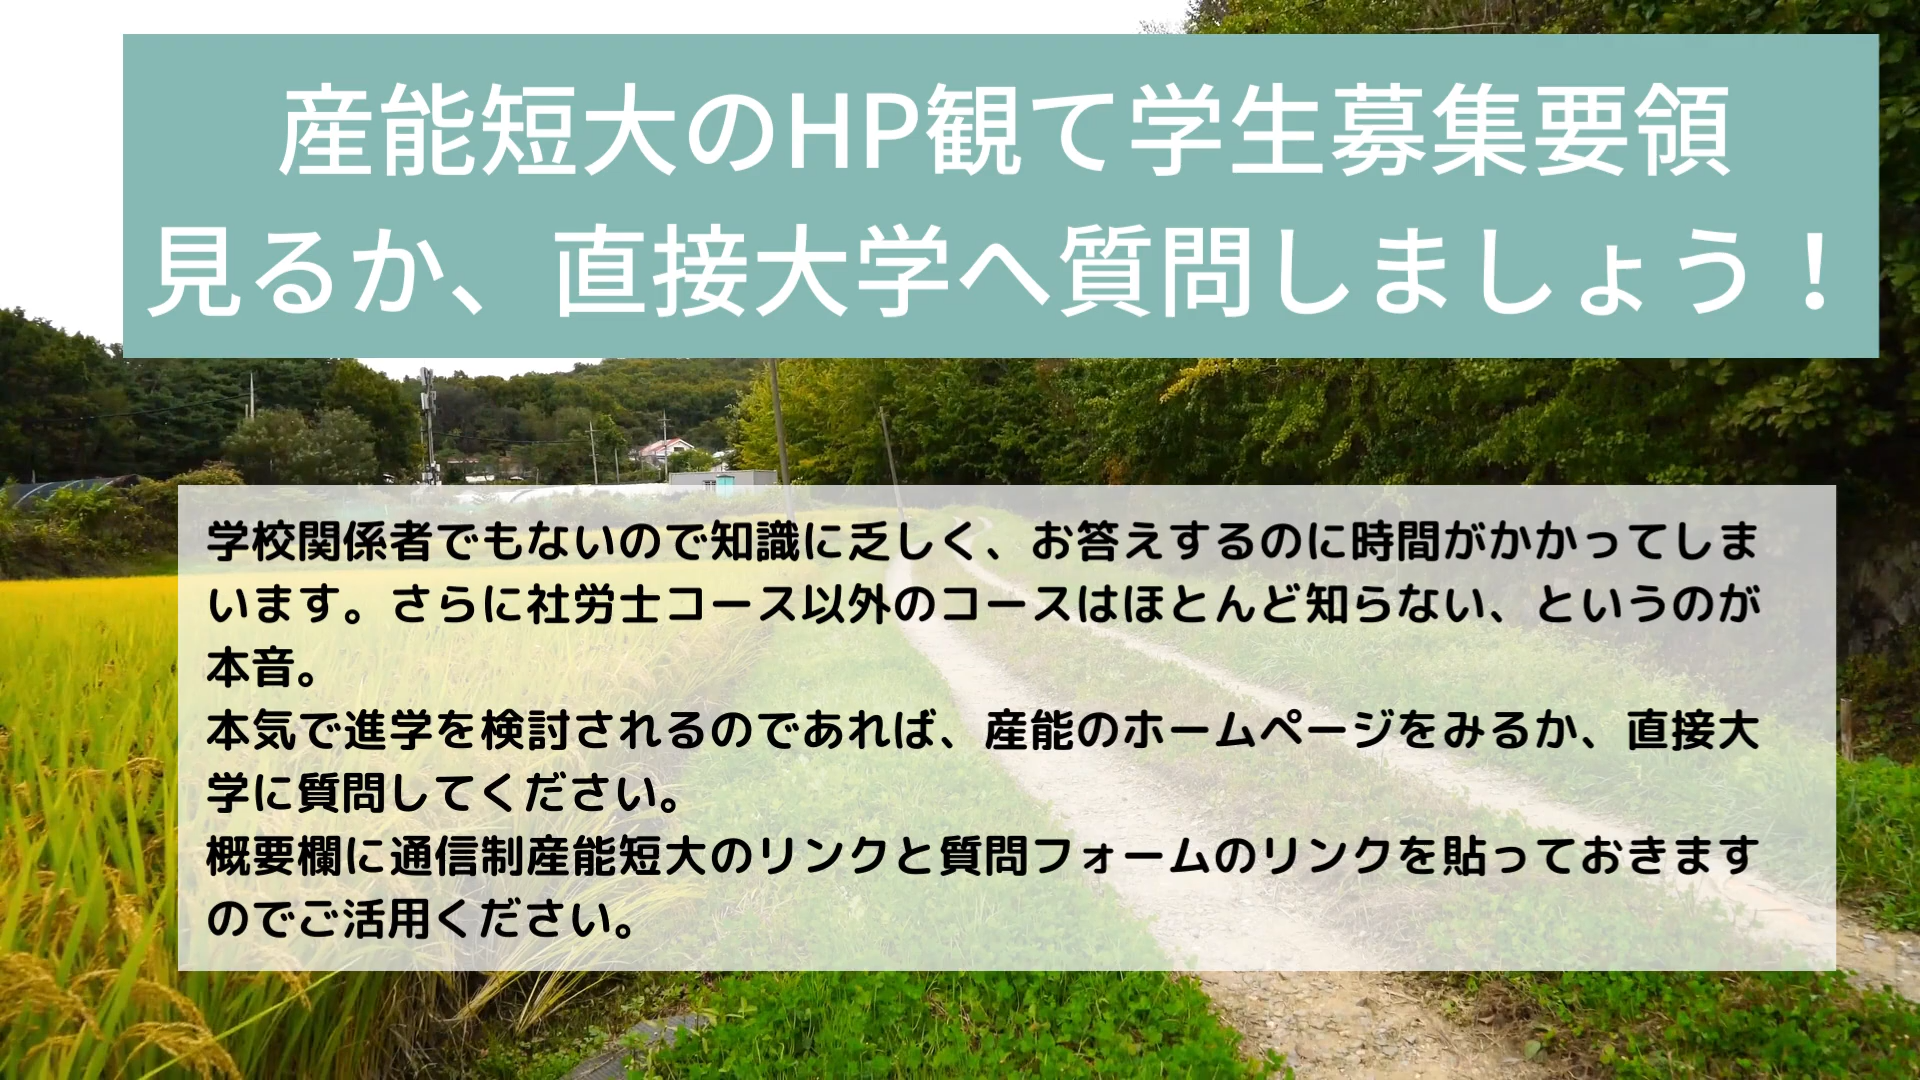 産能短大のHP観て学生募集要領
見るか、直接大学へ質問しましょう！
学校関係者でもないので知識に乏しく、お答えするのに時間がかかってしま
います。さらに社労士コース以外のコースはほとんど知らない、というのが
本音。
本気で進学を検討されるのであれば、産能のホームページをみるか、直接大
学に質問してください。
概要欄に通信制産能短大のリンクと質問フォームのリンクを貼っておきます
のでご活用ください。